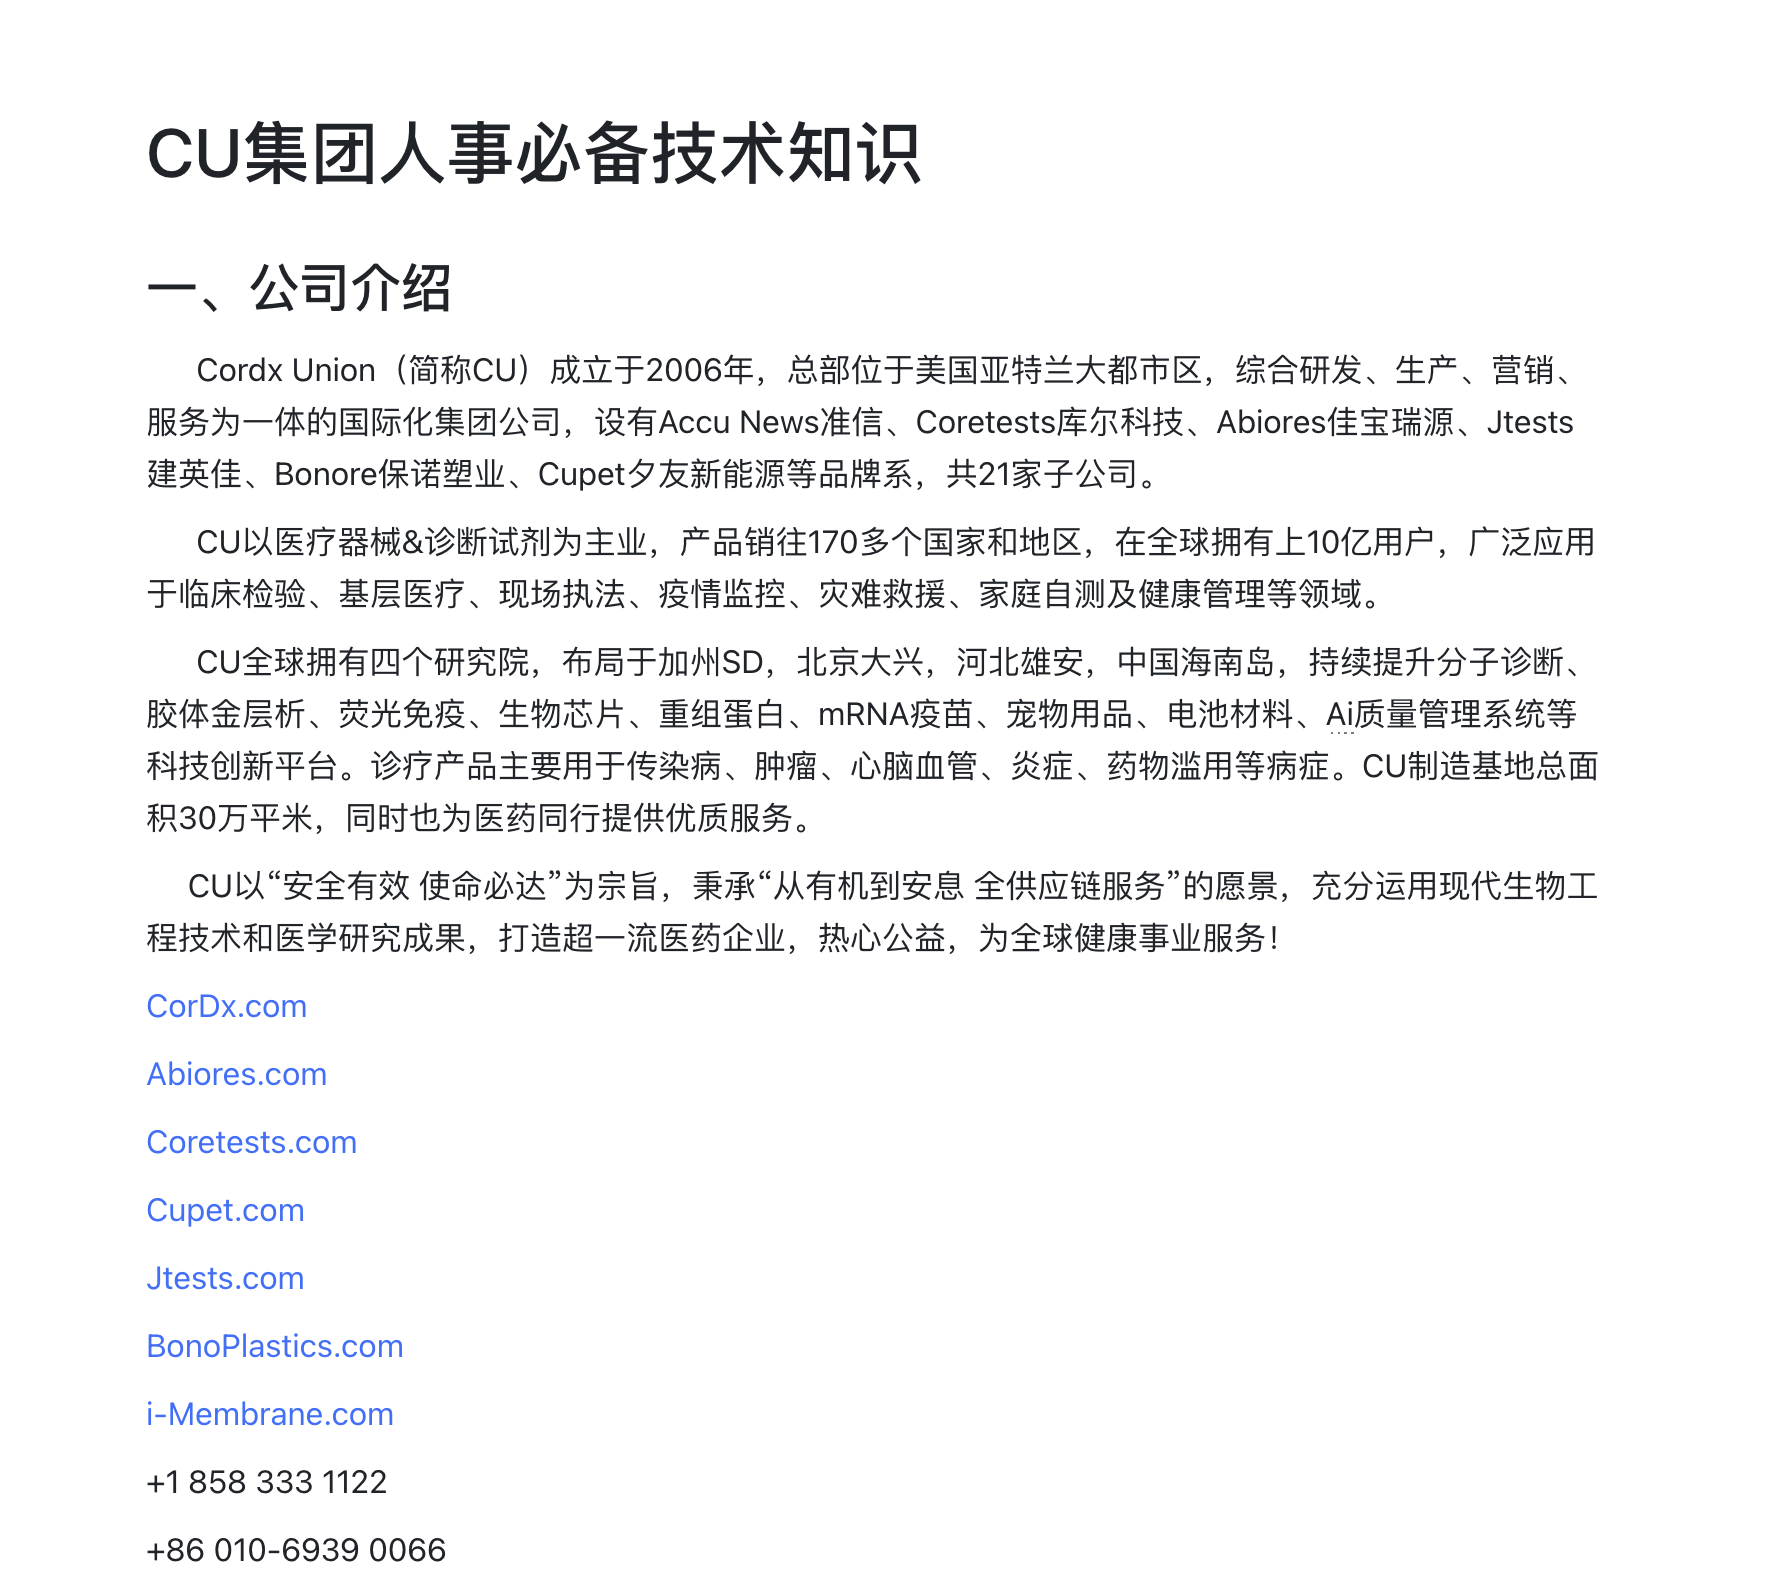 CU集团人事必备技术知识
一、公司介绍
Cordx Union（简称CU）成立于2006年，总部位于美国亚特兰大都市区，综合研发、生产、营销、
服务为一体的国际化集团公司，设有Accu News准信、Coretests库尔科技、Abiores佳宝瑞源、Jtests
建英佳、Bonore保诺塑业、Cupet夕友新能源等品牌系，共21家子公司。
CU以医疗器械&诊断试剂为主业，产品销往170多个国家和地区，在全球拥有上10亿用户，广泛应用
于临床检验、基层医疗、现场执法、疫情监控、灾难救援、家庭自测及健康管理等领域。
CU全球拥有四个研究院，布局于加州SD，北京大兴，河北雄安，中国海南岛，持续提升分子诊断、
胶体金层析、荧光免疫、生物芯片、重组蛋白、mRNA疫苗、宠物用品、电池材料、Ai质量管理系统等
科技创新平台。诊疗产品主要用于传染病、肿瘤、心脑血管、炎症、药物滥用等病症。CU制造基地总面
积30万平米，同时也为医药同行提供优质服务。
CU以“安全有效 使命必达”为宗旨，秉承“从有机到安息 全供应链服务”的愿景，充分运用现代生物工
程技术和医学研究成果，打造超一流医药企业，热心公益，为全球健康事业服务！
CorDx.com
Abiores.com
Coretests.com
Cupet.com
Jtests.com
BonoPlastics.com
i-Membrane.com
+1 858 333 1122
+86 010-6939 0066